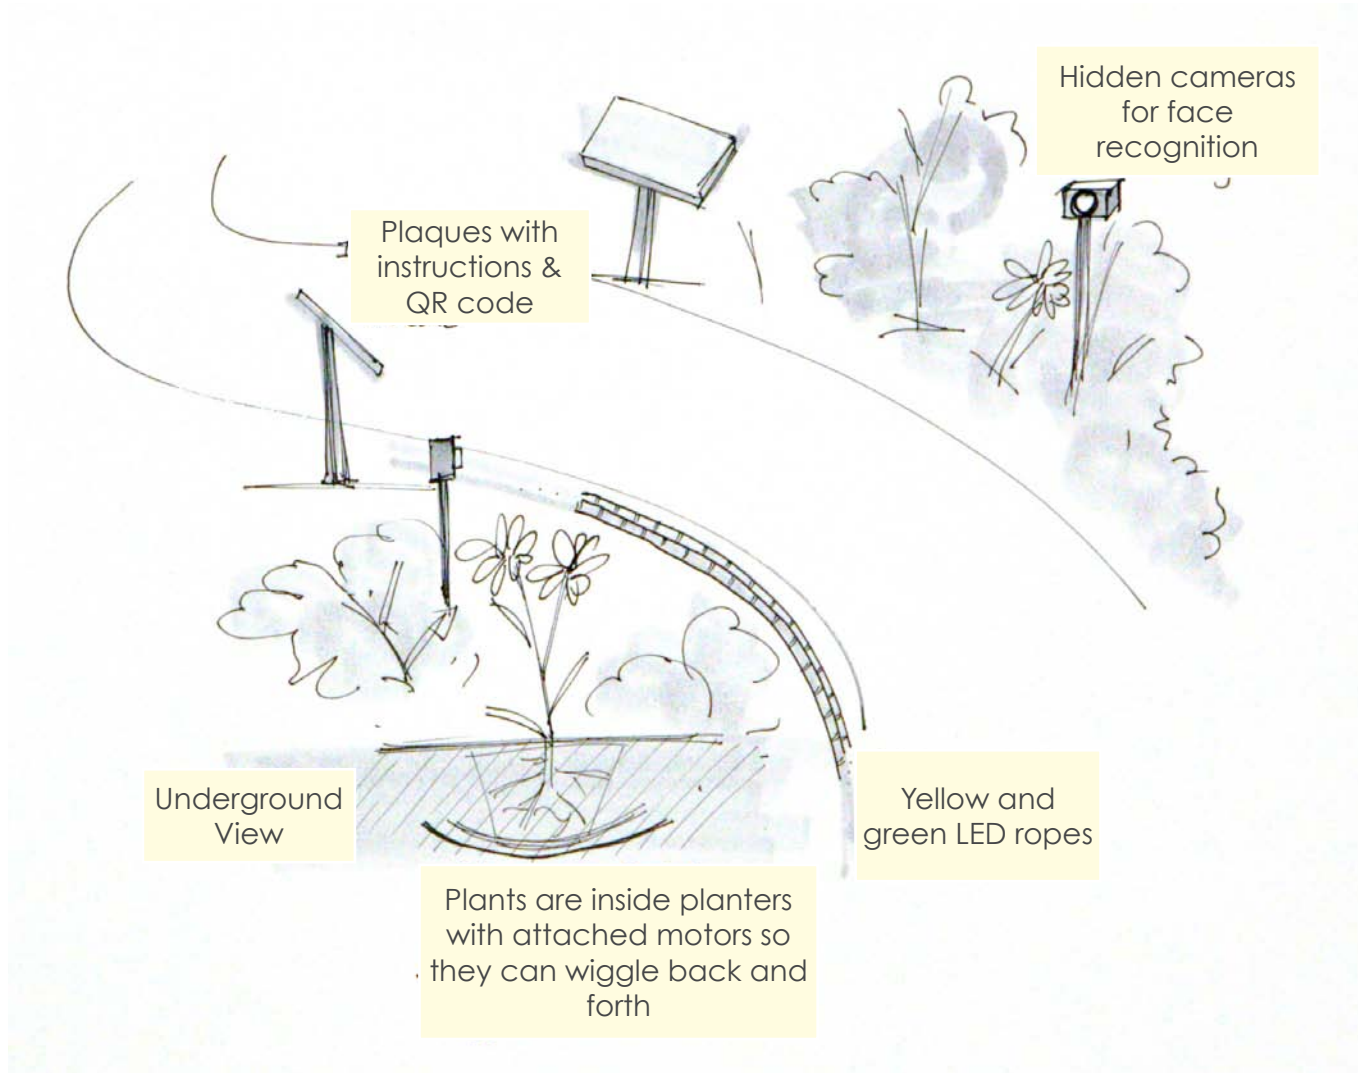 Hidden cameras
for face
recognition
Plaques with
instructions &
QR code
Underground
View
Yellow and
green LED ropes
Plants are inside planters
with attached motors so
they can wiggle back and
forth